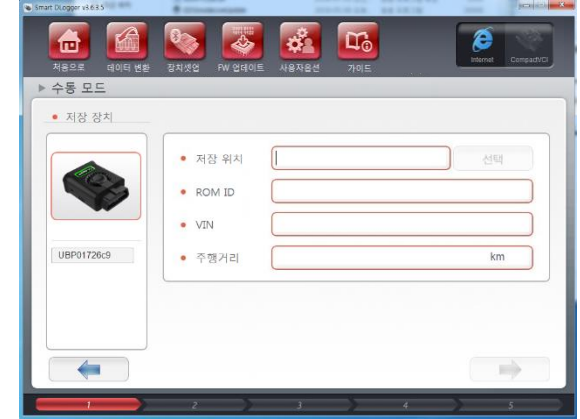 Smart DLogger v3.63.5
처음으로 데이터 변환 장치셋업 FW 업데이트 사용자옵션 가이드 Internet CompactVCI
수동 모드
저장 장치
저장 위치 선택
ROM ID
VIN
UBP01726c9
주행거리 km
1 2 3 4 5